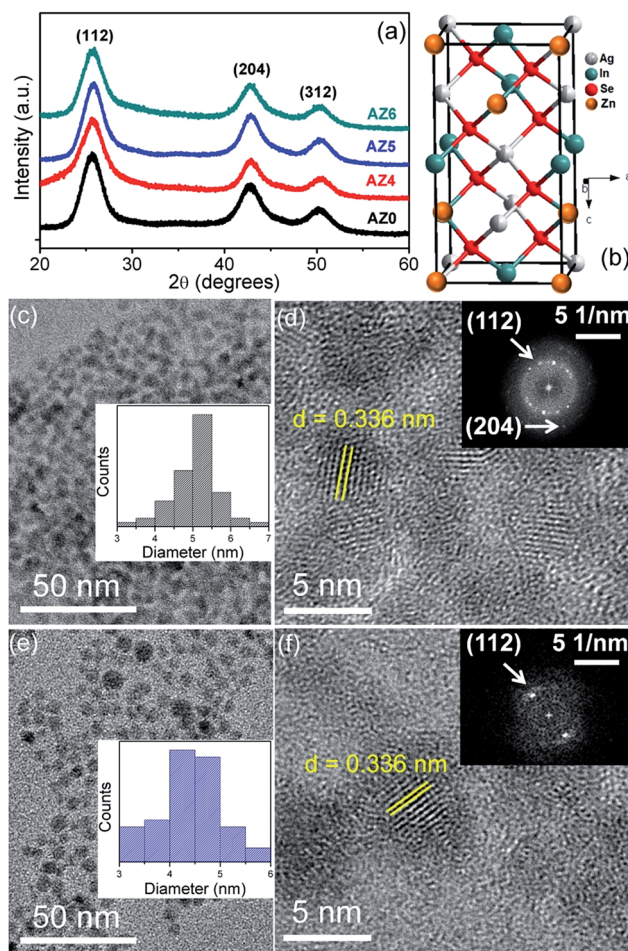 (a)
(112)
(204)
(312)
AZ6
AZ5
AZ4
AZ0
Intensity (a.u.)
20 30 40 50 60
2θ (degrees)
Ag
In
Se
Zn
a
b
c
(b)
(c)
Counts
3 4 5 6 7
Diameter (nm)
50 nm
(d)
d = 0.336 nm
5 nm
(112)
5 1/nm
(204)
(e)
Counts
3 4 5 6
Diameter (nm)
50 nm
(f)
d = 0.336 nm
5 nm
(112)
5 1/nm